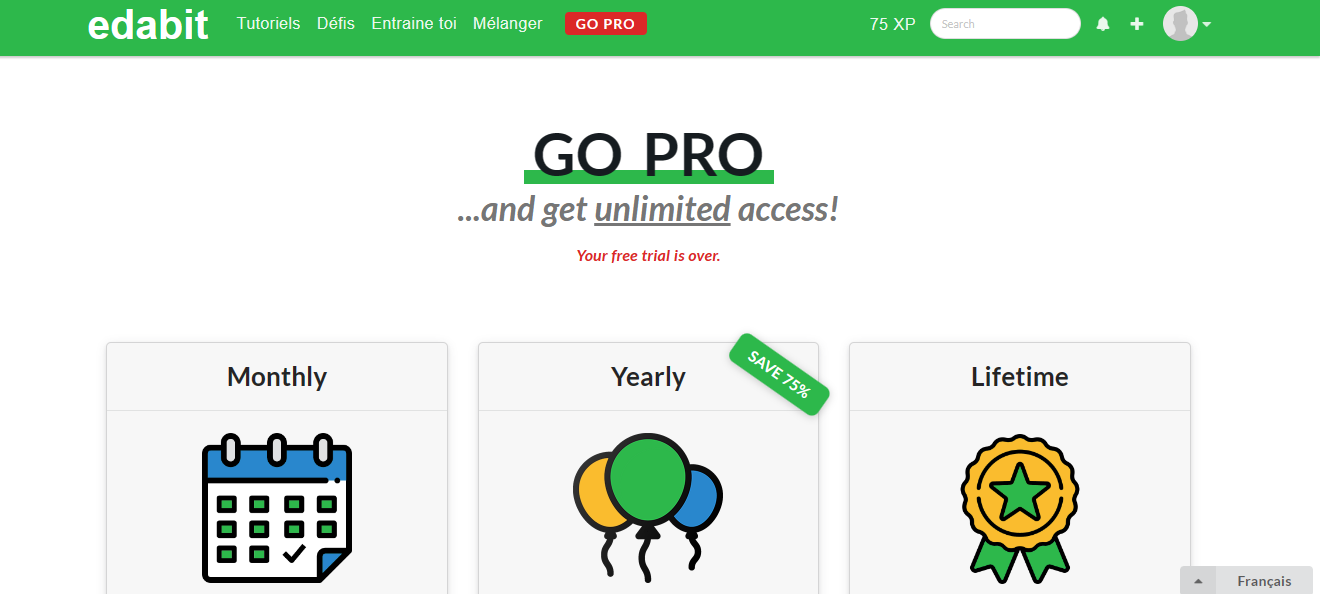 edabit Tutoriels Défis Entraine toi Mélanger GO PRO 75 XP Search
GO PRO
...and get unlimited access!
Your free trial is over.
Monthly
Yearly
SAVE 75%
Lifetime
Français